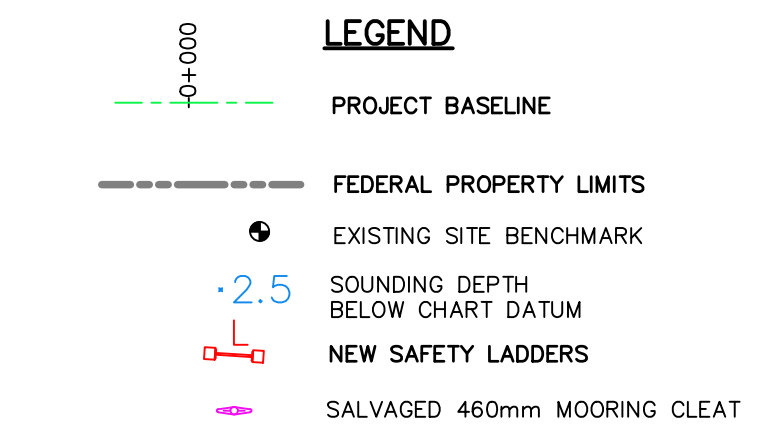 LEGEND
0+000
PROJECT BASELINE
FEDERAL PROPERTY LIMITS
EXISTING SITE BENCHMARK
·2.5
SOUNDING DEPTH
BELOW CHART DATUM
L
NEW SAFETY LADDERS
SALVAGED 460mm MOORING CLEAT